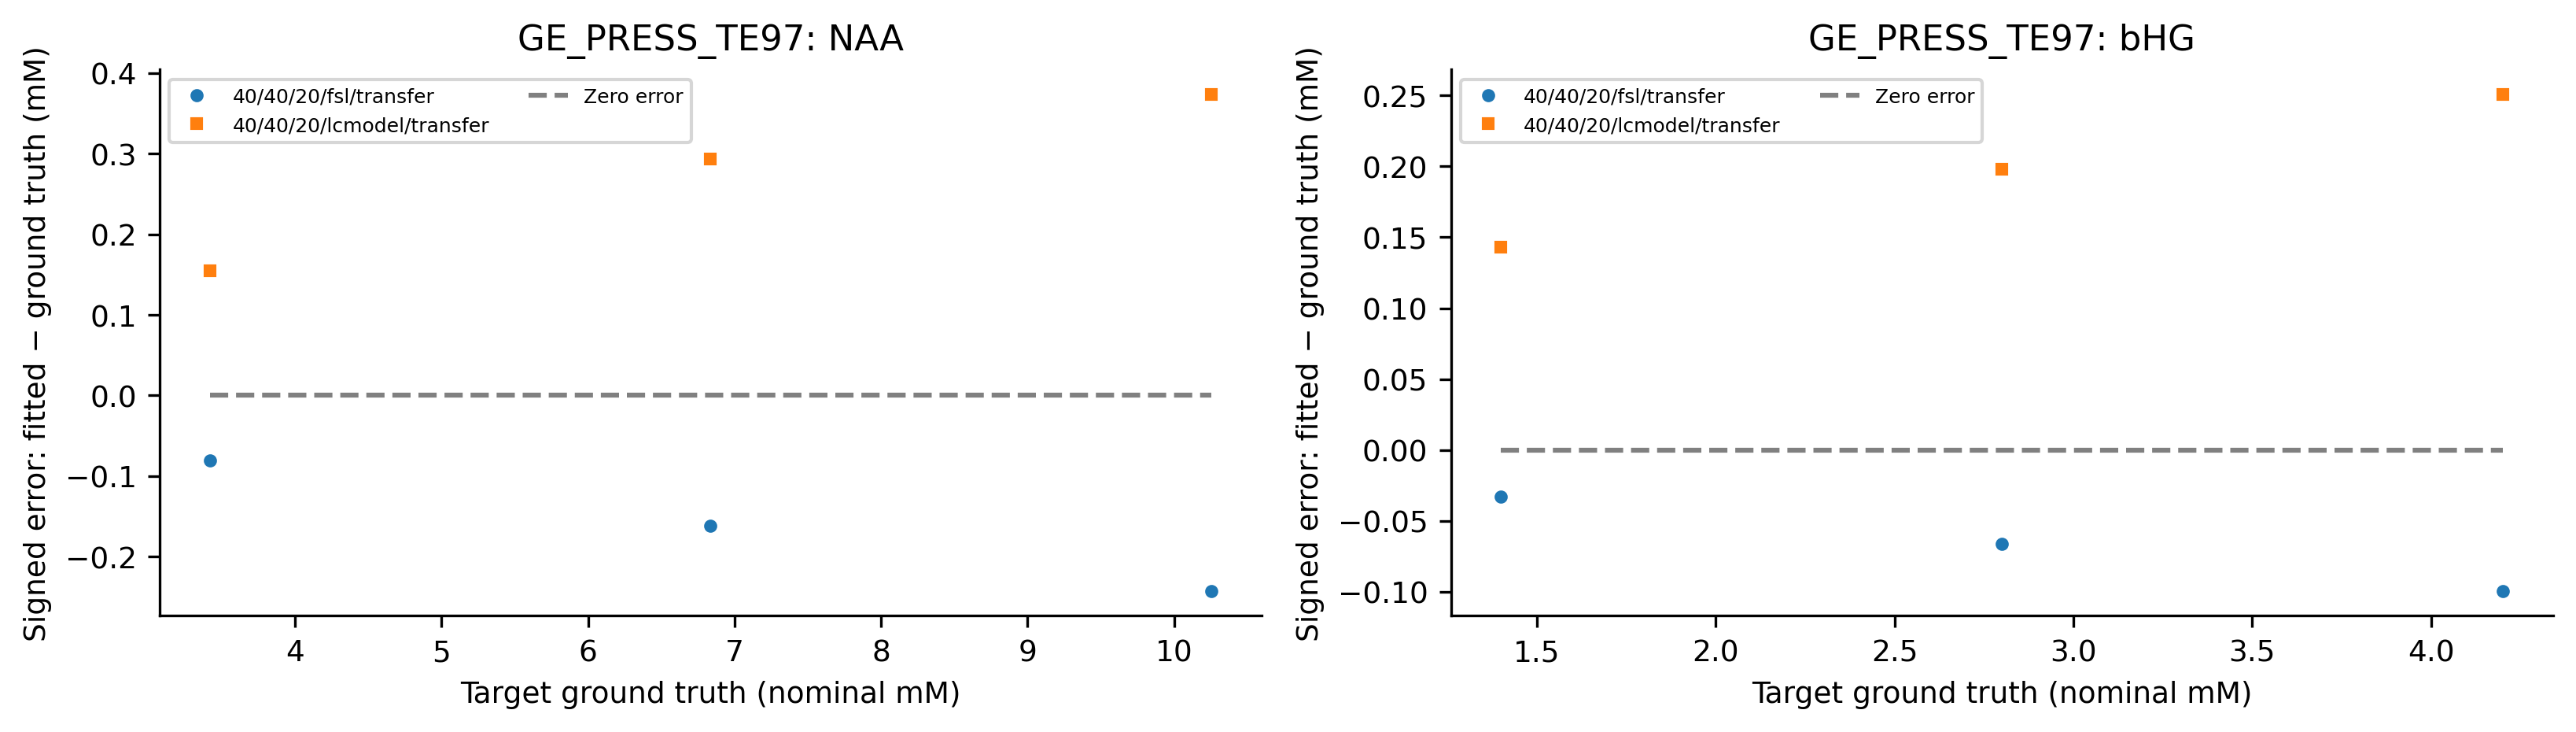 GE_PRESS_TE97: NAA
Signed error: fitted − ground truth (mM)
0.4
0.3
0.2
0.1
0.0
−0.1
−0.2
40/40/20/fsl/transfer
40/40/20/lcmodel/transfer
Zero error
4 5 6 7 8 9 10
Target ground truth (nominal mM)
GE_PRESS_TE97: bHG
Signed error: fitted − ground truth (mM)
0.25
0.20
0.15
0.10
0.05
0.00
−0.05
−0.10
40/40/20/fsl/transfer
40/40/20/lcmodel/transfer
Zero error
1.5 2.0 2.5 3.0 3.5 4.0
Target ground truth (nominal mM)